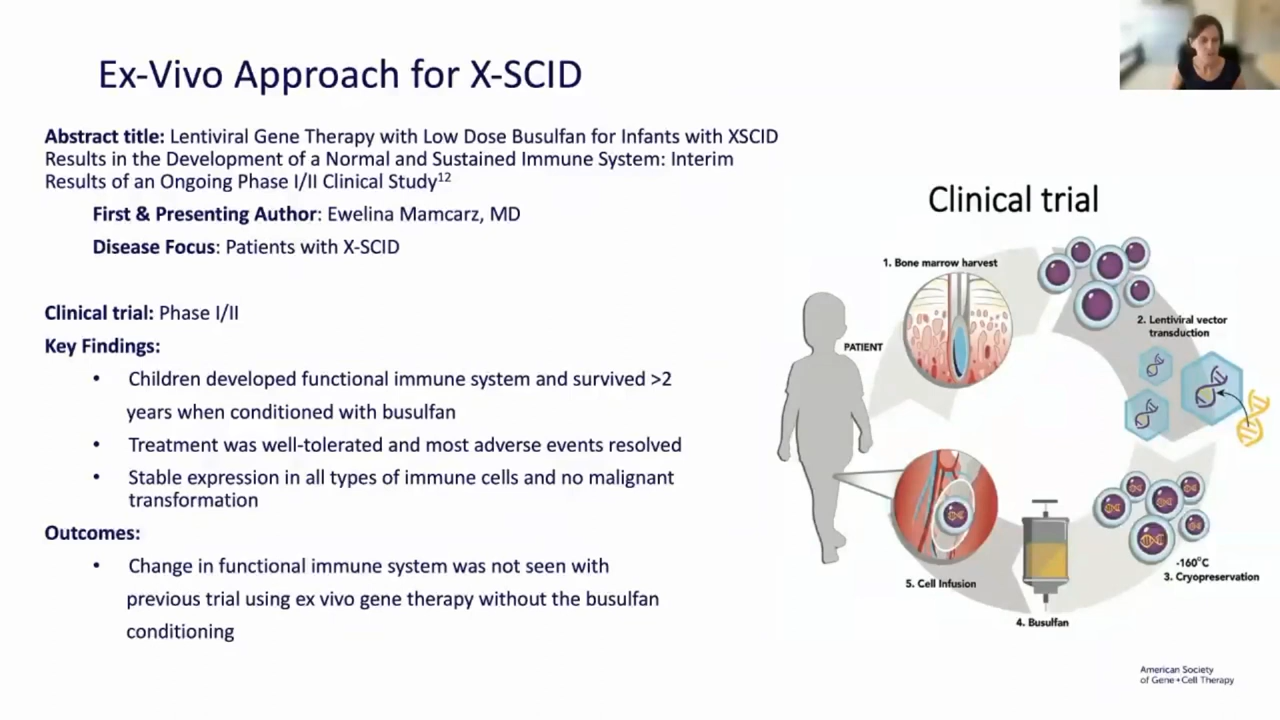 Ex-Vivo Approach for X-SCID
Abstract title: Lentiviral Gene Therapy with Low Dose Busulfan for Infants with XSCID
Results in the Development of a Normal and Sustained Immune System: Interim
Results of an Ongoing Phase I/II Clinical Study12
First & Presenting Author: Ewelina Mamcarz, MD
Disease Focus: Patients with X-SCID
Clinical trial: Phase I/II
Key Findings:
• Children developed functional immune system and survived >2
years when conditioned with busulfan
• Treatment was well-tolerated and most adverse events resolved
• Stable expression in all types of immune cells and no malignant
transformation
Outcomes:
• Change in functional immune system was not seen with
previous trial using ex vivo gene therapy without the busulfan
conditioning
Clinical trial
1. Bone marrow harvest
PATIENT
2. Lentiviral vector
transduction
-160°C
3. Cryopreservation
4. Busulfan
5. Cell Infusion
American Society
of Gene+Cell Therapy